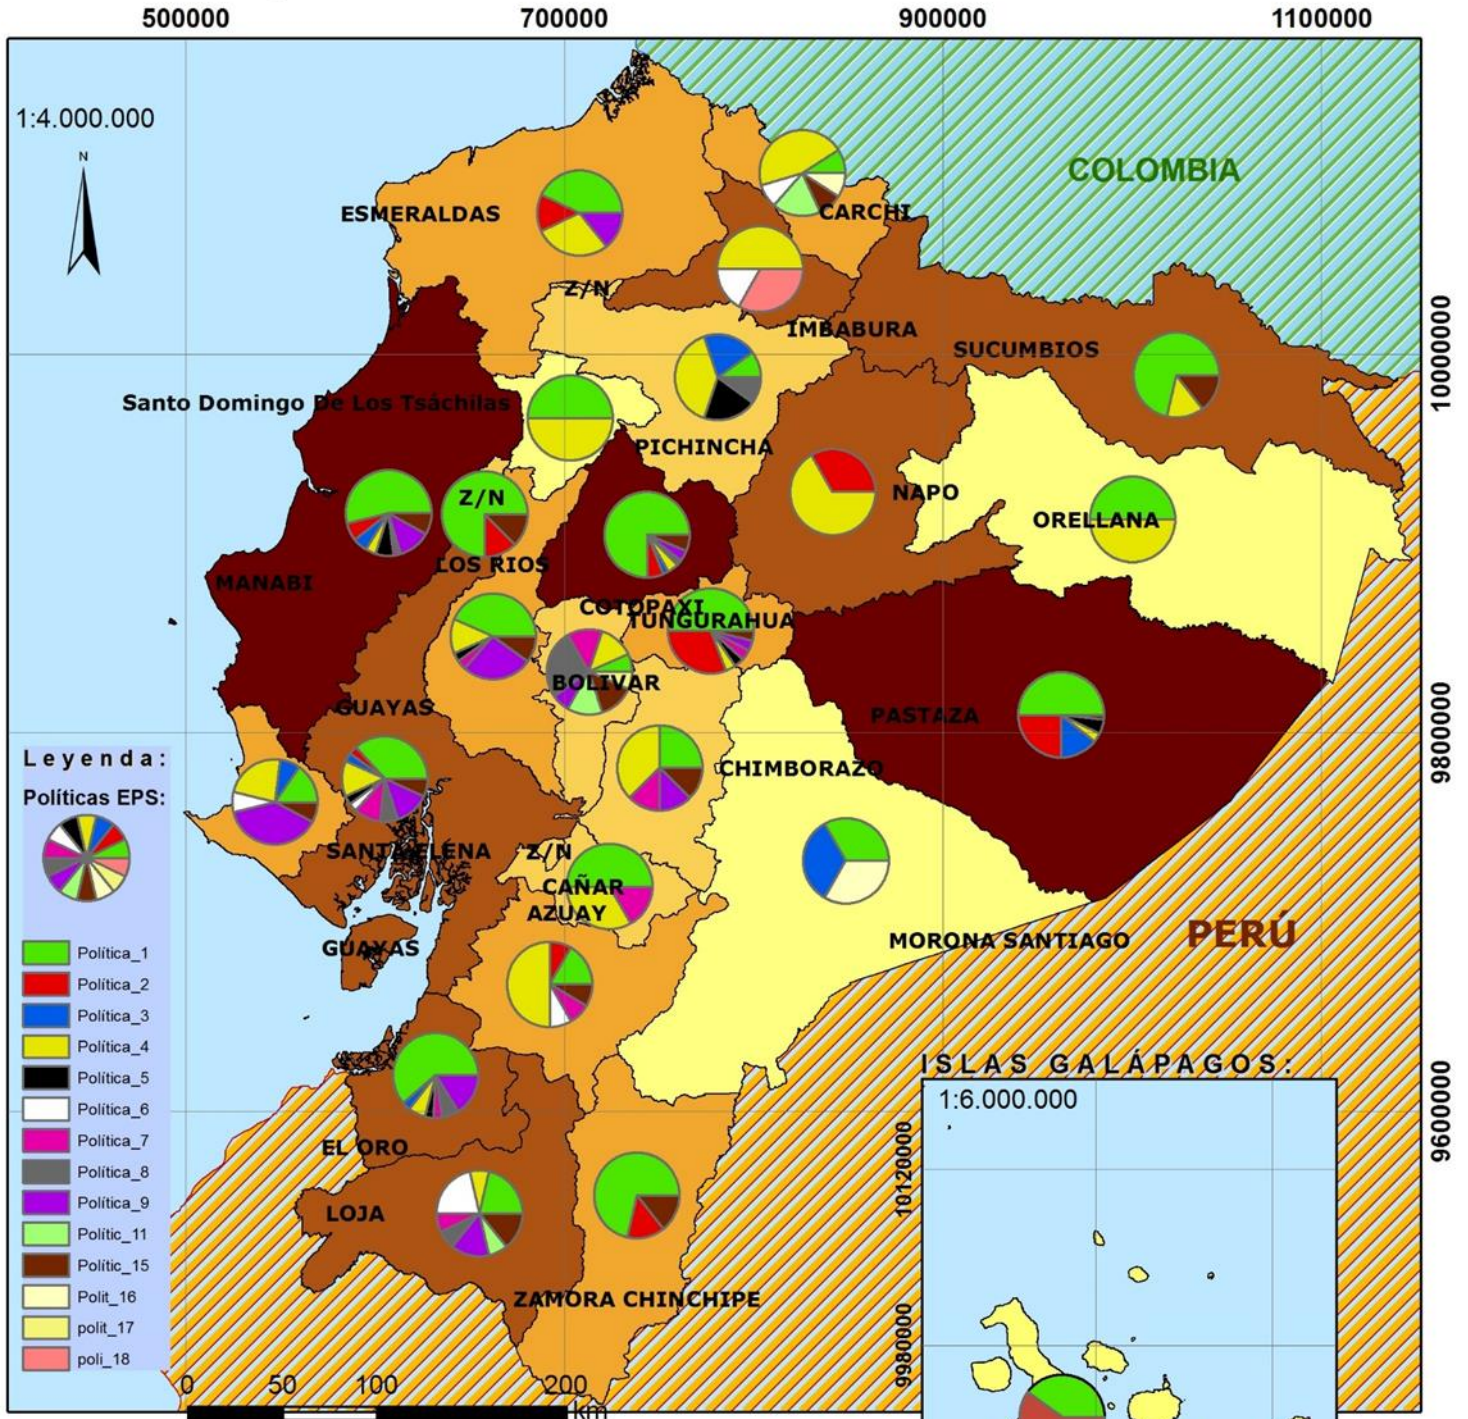 500000 700000 900000 1100000
1:4.000.000
N
COLOMBIA
ESMERALDAS
CARCHI
Z/N
IMBABURA
SUCUMBIOS
10000000
Santo Domingo De Los Tsáchilas
PICHINCHA
NAPO
Z/N
ORELLANA
LOS RIOS
MANABI
COTOPAXI
TUNGURAHUA
BOLIVAR
GUAYAS
PASTAZA
9800000
CHIMBORAZO
Leyenda:
Políticas EPS:
SANTA ELENA
Z/N
CAÑAR
AZUAY
GUAYAS
MORONA SANTIAGO
PERÚ
Política_1
Política_2
Política_3
Política_4
Política_5
Política_6
Política_7
Política_8
Política_9
Polític_11
Polític_15
Polit_16
polit_17
poli_18
ISLAS GALÁPAGOS:
1:6.000.000
9600000
10120000
EL ORO
LOJA
ZAMORA CHINCHIPE
9980000
0 50 100 200
km